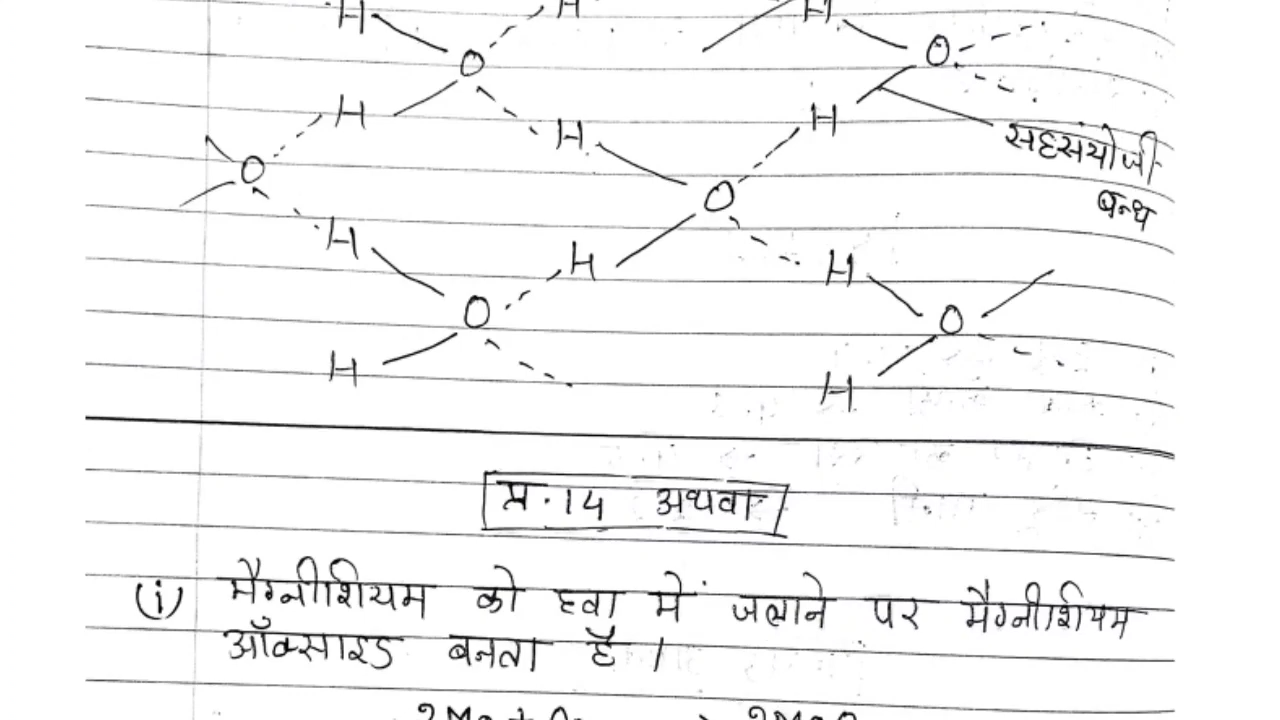 H H H
O O
H H H
सहसंयोजी
बन्ध
O O
H H H
O O
H H
प्र.14 अथवा
(i) मैग्नीशियम को हवा में जलाने पर मैग्नीशियम
ऑक्साइड बनता है।